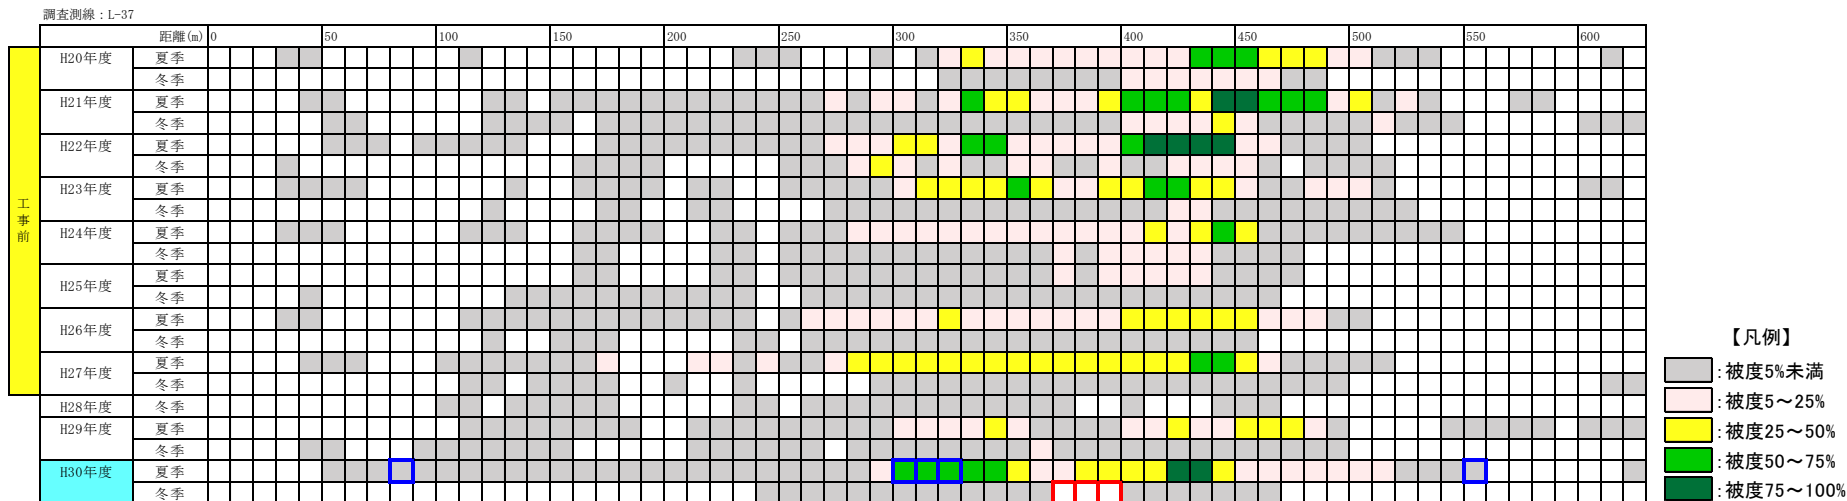 調査測線：L-37
距離(m) 0 50 100 150 200 250 300 350 400 450 500 550 600
工事前
H20年度 夏季
冬季
H21年度 夏季
冬季
H22年度 夏季
冬季
H23年度 夏季
冬季
H24年度 夏季
冬季
H25年度 夏季
冬季
H26年度 夏季
冬季
H27年度 夏季
冬季
H28年度 冬季
H29年度 夏季
冬季
H30年度 夏季
冬季
【凡例】
：被度5%未満
：被度5～25%
：被度25～50%
：被度50～75%
：被度75～100%